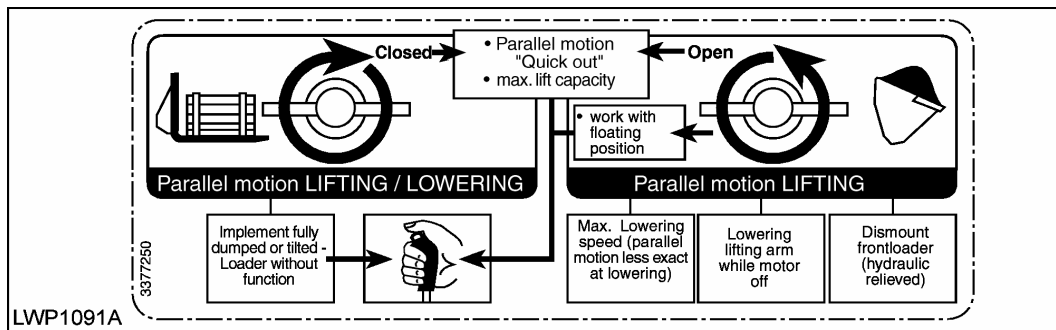 Closed
• Parallel motion
"Quick out"
• max. lift capacity
Open
• work with
floating
position
Parallel motion LIFTING / LOWERING
Parallel motion LIFTING
Implement fully
dumped or tilted -
Loader without
function
Max. Lowering
speed (parallel
motion less exact
at lowering)
Lowering
lifting arm
while motor
off
Dismount
frontloader
(hydraulic
relieved)
3377250
LWP1091A